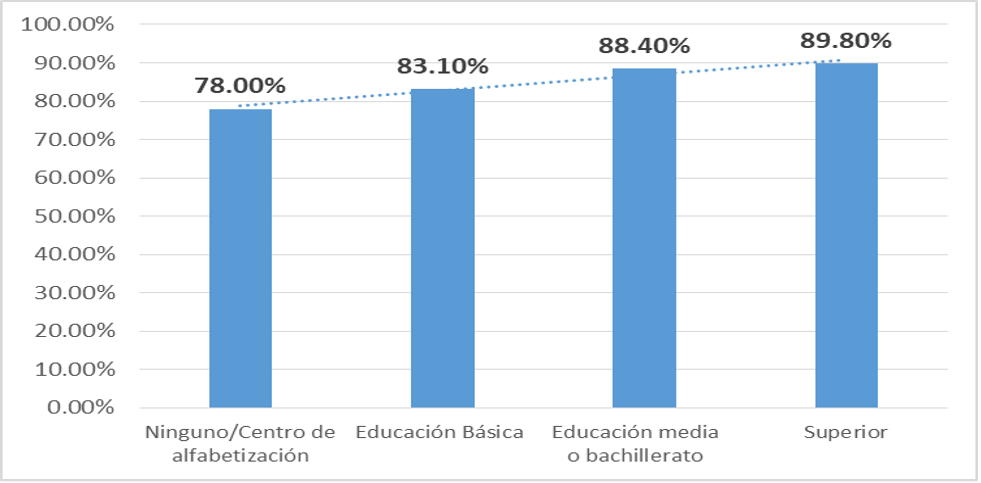 100.00%
90.00%
80.00%
70.00%
60.00%
50.00%
40.00%
30.00%
20.00%
10.00%
0.00%
78.00%
83.10%
88.40%
89.80%
Ninguno/Centro de
alfabetización
Educación Básica
Educación media
o bachillerato
Superior